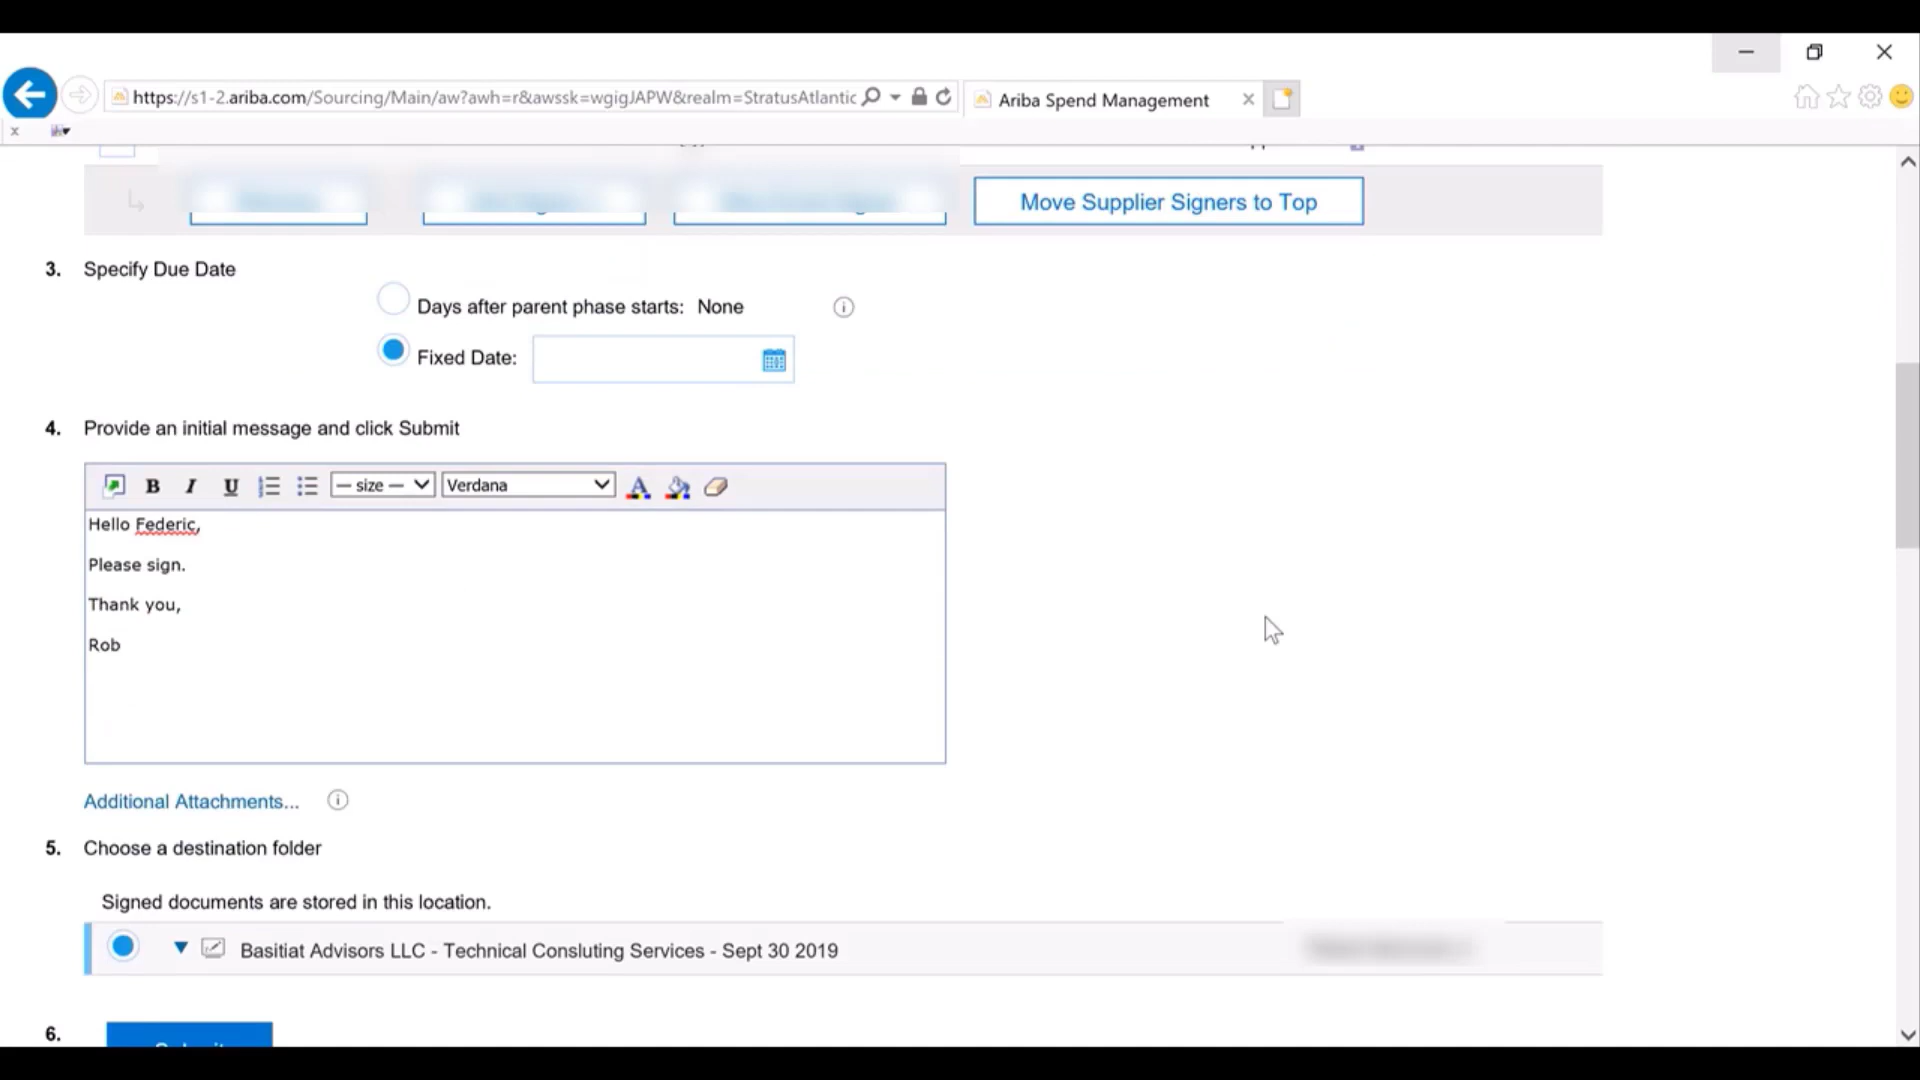 https://s1-2.ariba.com/Sourcing/Main/aw?awh=r&awssk=wgigJAPW&realm=StratusAtlantic
Ariba Spend Management
Move Supplier Signers to Top
3. Specify Due Date
Days after parent phase starts: None
Fixed Date:
4. Provide an initial message and click Submit
B I U — size — Verdana A
Hello Federic,
Please sign.
Thank you,
Rob
Additional Attachments...
5. Choose a destination folder
Signed documents are stored in this location.
Basitiat Advisors LLC - Technical Consluting Services - Sept 30 2019
6.